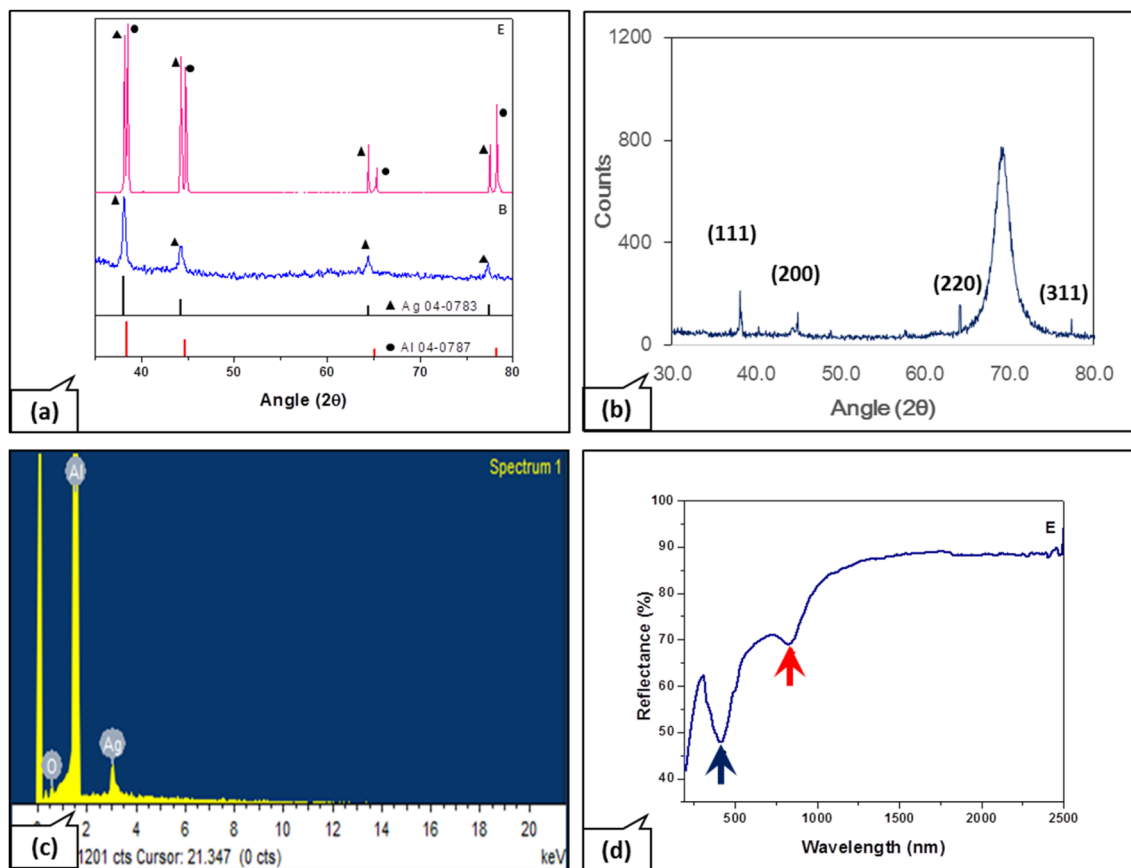 E
B
▲ Ag 04-0783
● Al 04-0787
40 50 60 70 80
Angle (2θ)
(a)
1200
800
400
0
Counts
(111)
(200)
(220)
(311)
30.0 40.0 50.0 60.0 70.0 80.0
Angle (2θ)
(b)
Spectrum 1
Al
O
Ag
2 4 6 8 10 12 14 16 18 20
1201 cts Cursor: 21.347 (0 cts)
keV
(c)
100
90
80
70
60
50
40
Reflectance (%)
E
500 1000 1500 2000 2500
Wavelength (nm)
(d)